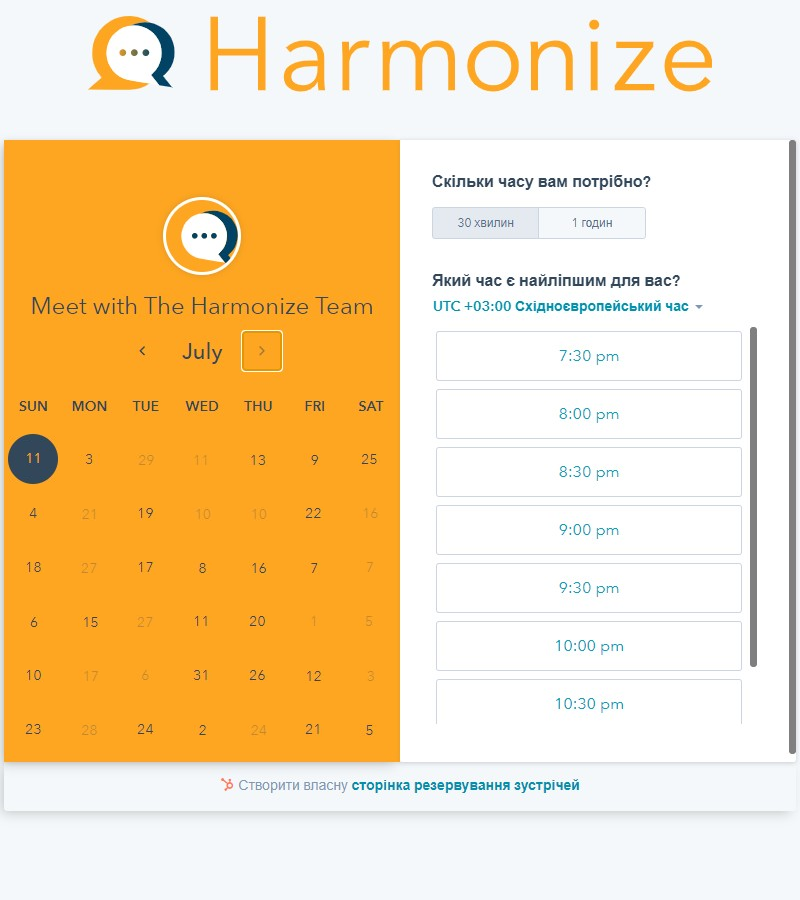 Harmonize
Meet with The Harmonize Team
July
SUN MON TUE WED THU FRI SAT
11 3 29 11 13 9 25
4 21 19 10 10 22 16
18 27 17 8 16 7 7
6 15 27 11 20 1 5
10 17 6 31 26 12 3
23 28 24 2 24 21 5
Скільки часу вам потрібно?
30 хвилин 1 годин
Який час є найліпшим для вас?
UTC +03:00 Східноєвропейський час
7:30 pm
8:00 pm
8:30 pm
9:00 pm
9:30 pm
10:00 pm
10:30 pm
Створити власну сторінка резервування зустрічей